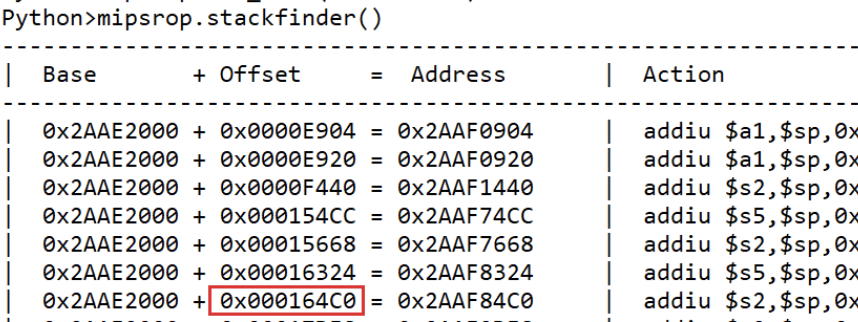 Python>mipsrop.stackfinder()
----------------------------------------------------------------------
| Base + Offset = Address | Action
----------------------------------------------------------------------
| 0x2AAE2000 + 0x0000E904 = 0x2AAF0904 | addiu $a1,$sp,0x
| 0x2AAE2000 + 0x0000E920 = 0x2AAF0920 | addiu $a1,$sp,0x
| 0x2AAE2000 + 0x0000F440 = 0x2AAF1440 | addiu $s2,$sp,0x
| 0x2AAE2000 + 0x000154CC = 0x2AAF74CC | addiu $s5,$sp,0x
| 0x2AAE2000 + 0x00015668 = 0x2AAF7668 | addiu $s2,$sp,0x
| 0x2AAE2000 + 0x00016324 = 0x2AAF8324 | addiu $s5,$sp,0x
| 0x2AAE2000 + 0x000164C0 = 0x2AAF84C0 | addiu $s2,$sp,0x